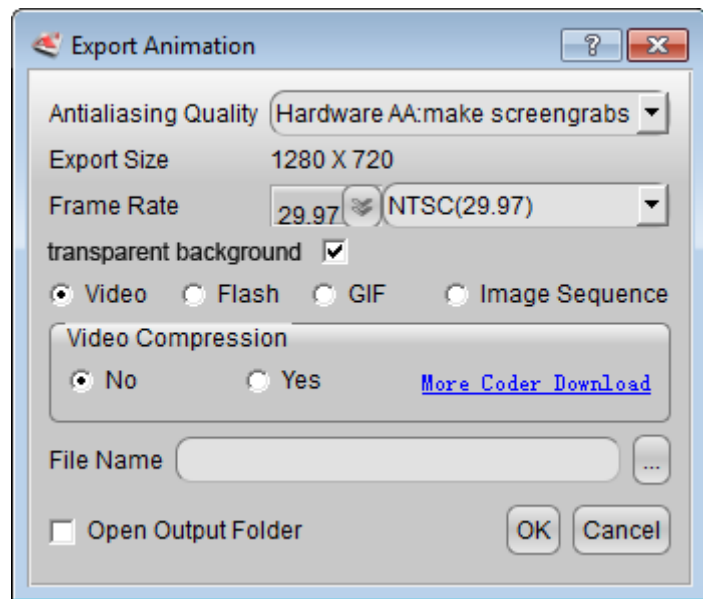 Export Animation ?
Antialiasing Quality Hardware AA:make screengrabs
Export Size 1280 X 720
Frame Rate 29.97 NTSC(29.97)
transparent background
Video Flash GIF Image Sequence
Video Compression
No Yes More Coder Download
File Name ...
Open Output Folder OK Cancel